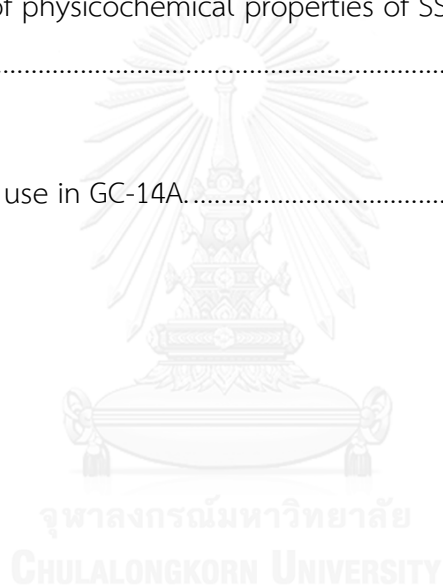 of physicochemical properties of SS
................................................................
use in GC-14A.................................................
จุฬาลงกรณ์มหาวิทยาลัย
CHULALONGKORN UNIVERSITY